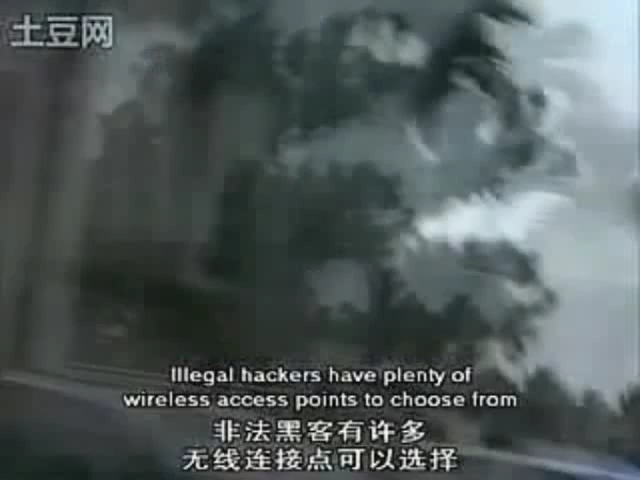 土豆网
Illegal hackers have plenty of
wireless access points to choose from
非法黑客有许多
无线连接点可以选择